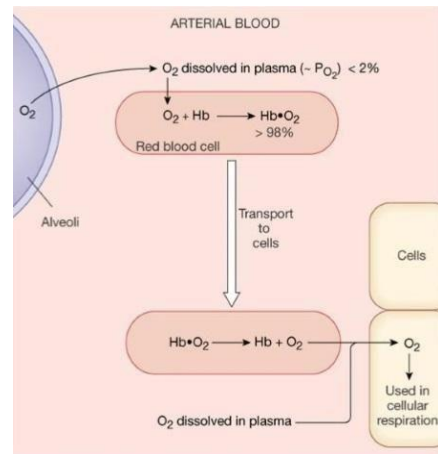 ARTERIAL BLOOD
O₂ dissolved in plasma (~ P_O₂) < 2%
O₂
O₂ + Hb → Hb•O₂
> 98%
Red blood cell
Alveoli
Transport
to
cells
Cells
Hb•O₂ → Hb + O₂
O₂
Used in
cellular
respiration
O₂ dissolved in plasma